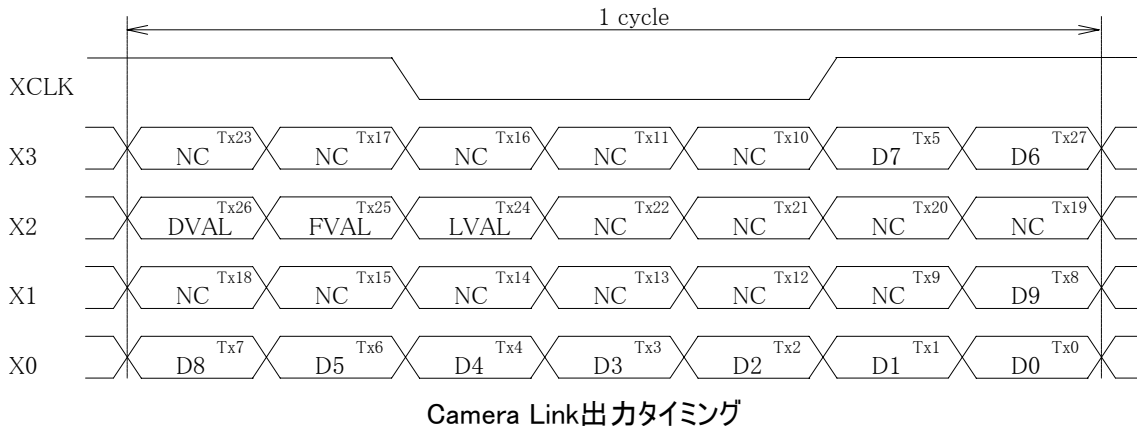 1 cycle
XCLK
X3 NC Tx23 NC Tx17 NC Tx16 NC Tx11 NC Tx10 D7 Tx5 D6 Tx27
X2 DVAL Tx26 FVAL Tx25 LVAL Tx24 NC Tx22 NC Tx21 NC Tx20 NC Tx19
X1 NC Tx18 NC Tx15 NC Tx14 NC Tx13 NC Tx12 NC Tx9 D9 Tx8
X0 D8 Tx7 D5 Tx6 D4 Tx4 D3 Tx3 D2 Tx2 D1 Tx1 D0 Tx0
Camera Link出力タイミング